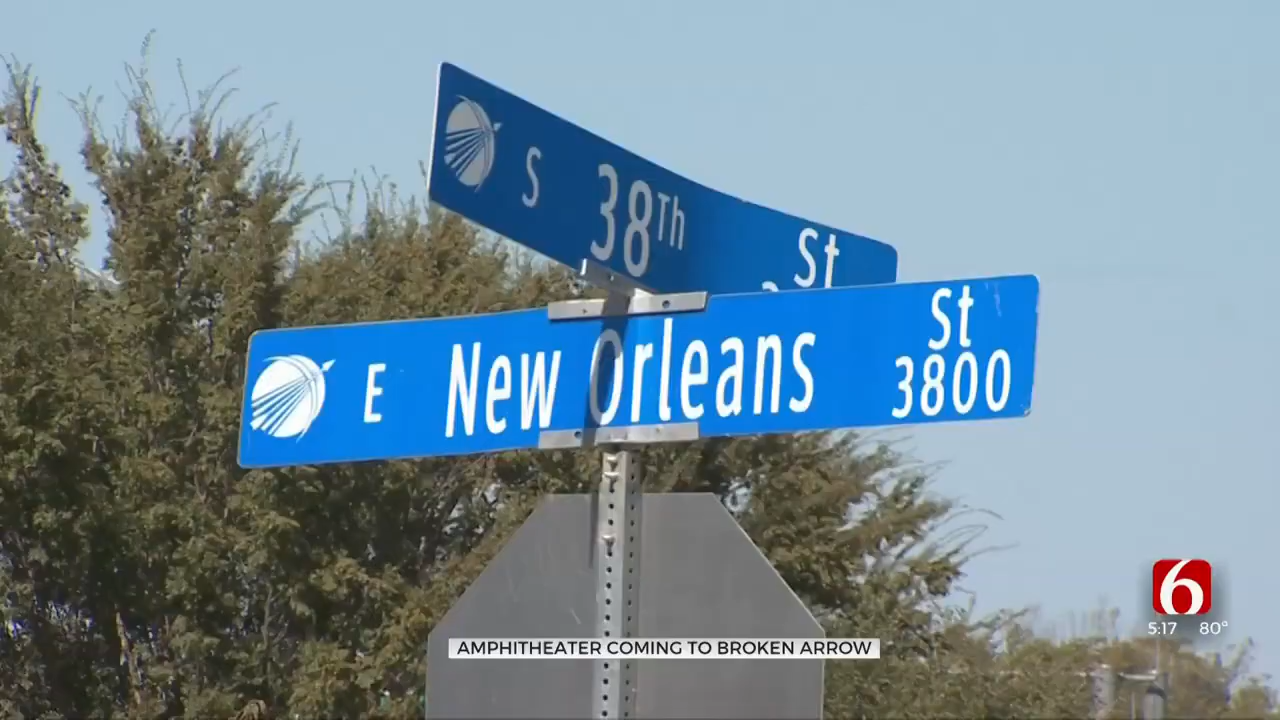 S 38Th St
E New Orleans St
3800
6
5:17 80°
AMPHITHEATER COMING TO BROKEN ARROW